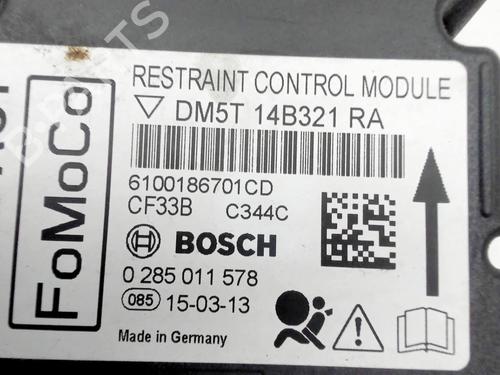 RESTRAINT CONTROL MODULE
DM5T 14B321 RA
6100186701CD
CF33B C344C
BOSCH
0 285 011 578
085 15-03-13
Made in Germany
FoMoCo